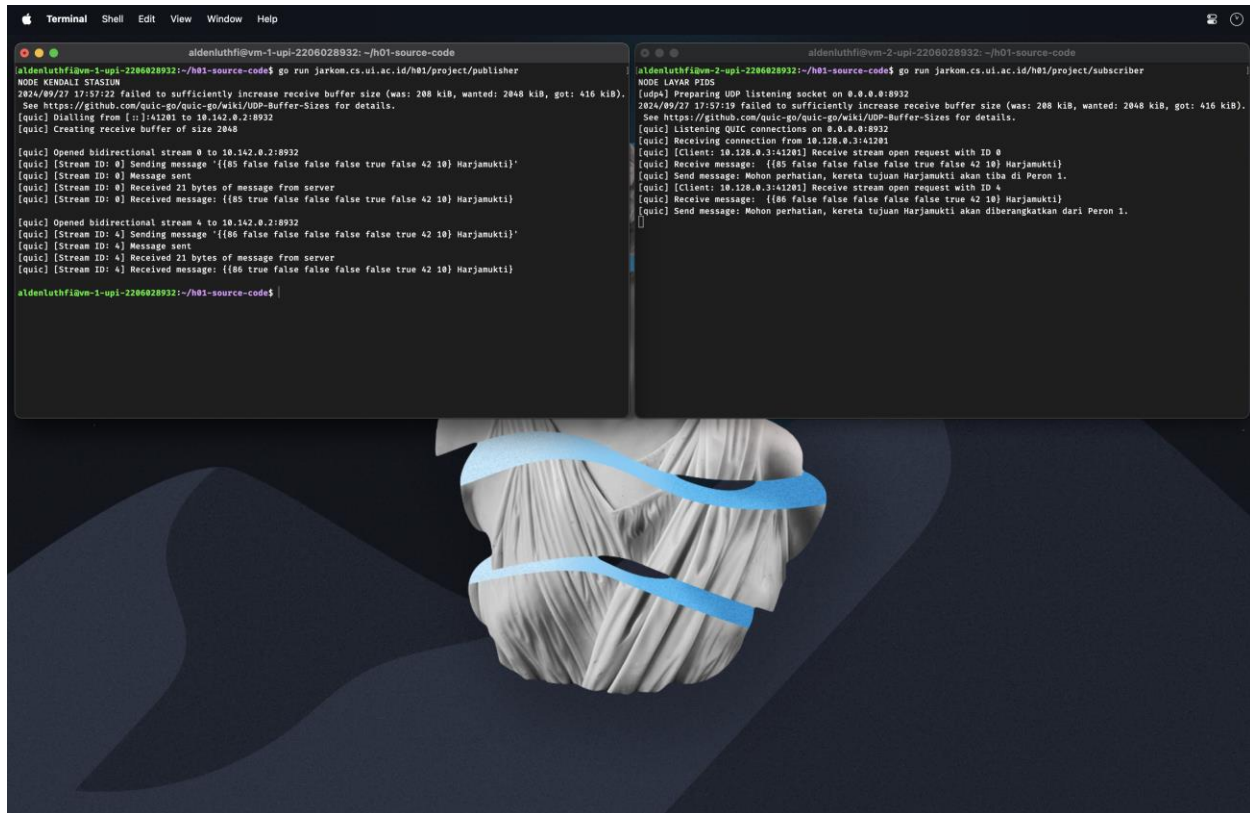 Terminal Shell Edit View Window Help
aldenluthfi@vm-1-upi-2206028932: ~/h01-source-code
aldenluthfi@vm-1-upi-2206028932:~/h01-source-code$ go run jarkom.cs.ui.ac.id/h01/project/publisher
NODE KENDALI STASIUN
2024/09/27 17:57:22 failed to sufficiently increase receive buffer size (was: 208 kiB, wanted: 2048 kiB, got: 416 kiB).
See https://github.com/quic-go/quic-go/wiki/UDP-Buffer-Sizes for details.
[quic] Dialling from [::]:41201 to 10.142.0.2:8932
[quic] Creating receive buffer of size 2048
[quic] Opened bidirectional stream 0 to 10.142.0.2:8932
[quic] [Stream ID: 0] Sending message '{{85 false false false false true false 42 10} Harjamukti}'
[quic] [Stream ID: 0] Message sent
[quic] [Stream ID: 0] Received 21 bytes of message from server
[quic] [Stream ID: 0] Received message: {{85 true false false false true false 42 10} Harjamukti}
[quic] Opened bidirectional stream 4 to 10.142.0.2:8932
[quic] [Stream ID: 4] Sending message '{{86 false false false false false true 42 10} Harjamukti}'
[quic] [Stream ID: 4] Message sent
[quic] [Stream ID: 4] Received 21 bytes of message from server
[quic] [Stream ID: 4] Received message: {{86 true false false false false true 42 10} Harjamukti}
aldenluthfi@vm-1-upi-2206028932:~/h01-source-code$
aldenluthfi@vm-2-upi-2206028932: ~/h01-source-code
aldenluthfi@vm-2-upi-2206028932:~/h01-source-code$ go run jarkom.cs.ui.ac.id/h01/project/subscriber
NODE LAYAR PIDS
[udp4] Preparing UDP listening socket on 0.0.0.0:8932
2024/09/27 17:57:19 failed to sufficiently increase receive buffer size (was: 208 kiB, wanted: 2048 kiB, got: 416 kiB).
See https://github.com/quic-go/quic-go/wiki/UDP-Buffer-Sizes for details.
[quic] Listening QUIC connections on 0.0.0.0:8932
[quic] Receiving connection from 10.128.0.3:41201
[quic] [Client: 10.128.0.3:41201] Receive stream open request with ID 0
[quic] Receive message: {{85 false false false false true false 42 10} Harjamukti}
[quic] Send message: Mohon perhatian, kereta tujuan Harjamukti akan tiba di Peron 1.
[quic] [Client: 10.128.0.3:41201] Receive stream open request with ID 4
[quic] Receive message: {{86 false false false false false true 42 10} Harjamukti}
[quic] Send message: Mohon perhatian, kereta tujuan Harjamukti akan diberangkatkan dari Peron 1.